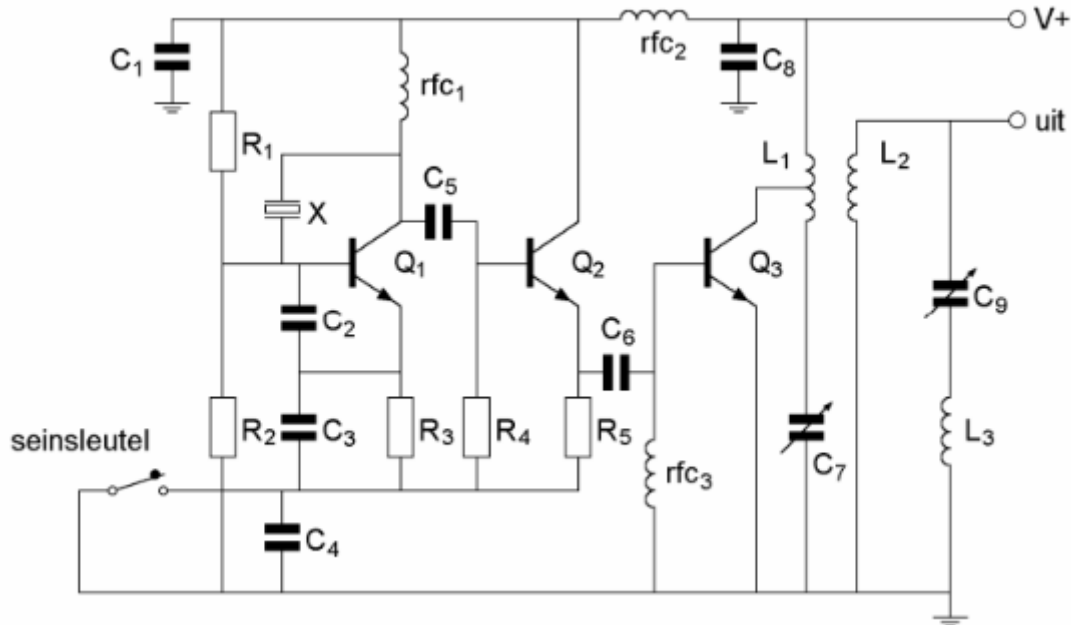 V+
rfc₂
C₁
C₈
rfc₁
uit
R₁
L₁
L₂
C₅
X
Q₁
Q₂
Q₃
C₉
C₂
C₆
R₂
C₃
R₃
R₄
R₅
L₃
seinsleutel
rfc₃
C₇
C₄